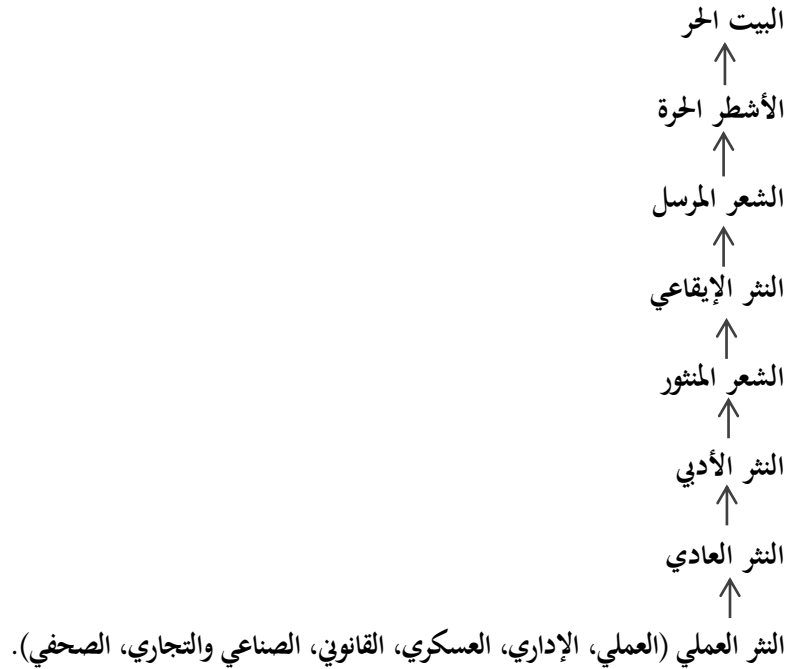 البيت الحر
الأشطر الحرة
الشعر المرسل
النثر الإيقاعي
الشعر المنثور
النثر الأدبي
النثر العادي
النثر العملي (العملي، الإداري، العسكري، القانوني، الصناعي والتجاري، الصحفي).